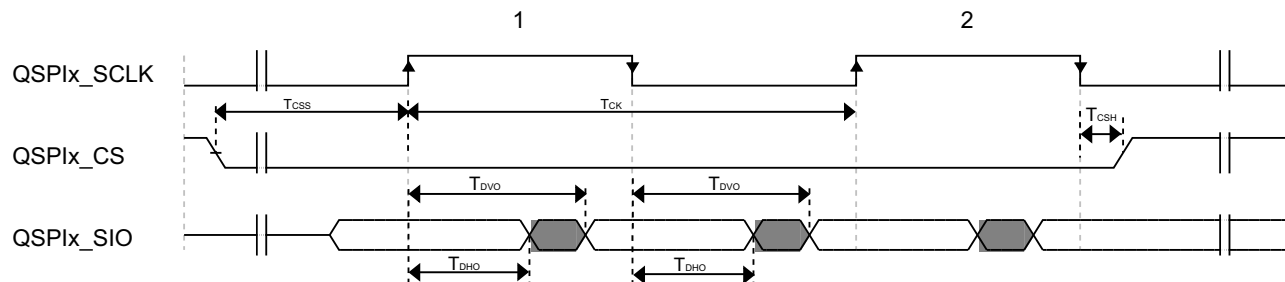 1 2
QSPIx_SCLK
TCSS TCK TCSH
QSPIx_CS
TDVO TDVO
QSPIx_SIO
TDHO TDHO